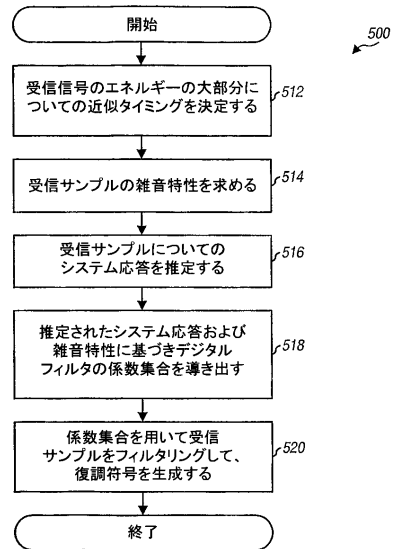 開始
500
受信信号のエネルギーの大部分に
ついての近似タイミングを決定する
512
受信サンプルの雑音特性を求める
514
受信サンプルについての
システム応答を推定する
516
推定されたシステム応答および
雑音特性に基づきデジタル
フィルタの係数集合を導き出す
518
係数集合を用いて受信
サンプルをフィルタリングして、
復調符号を生成する
520
終了